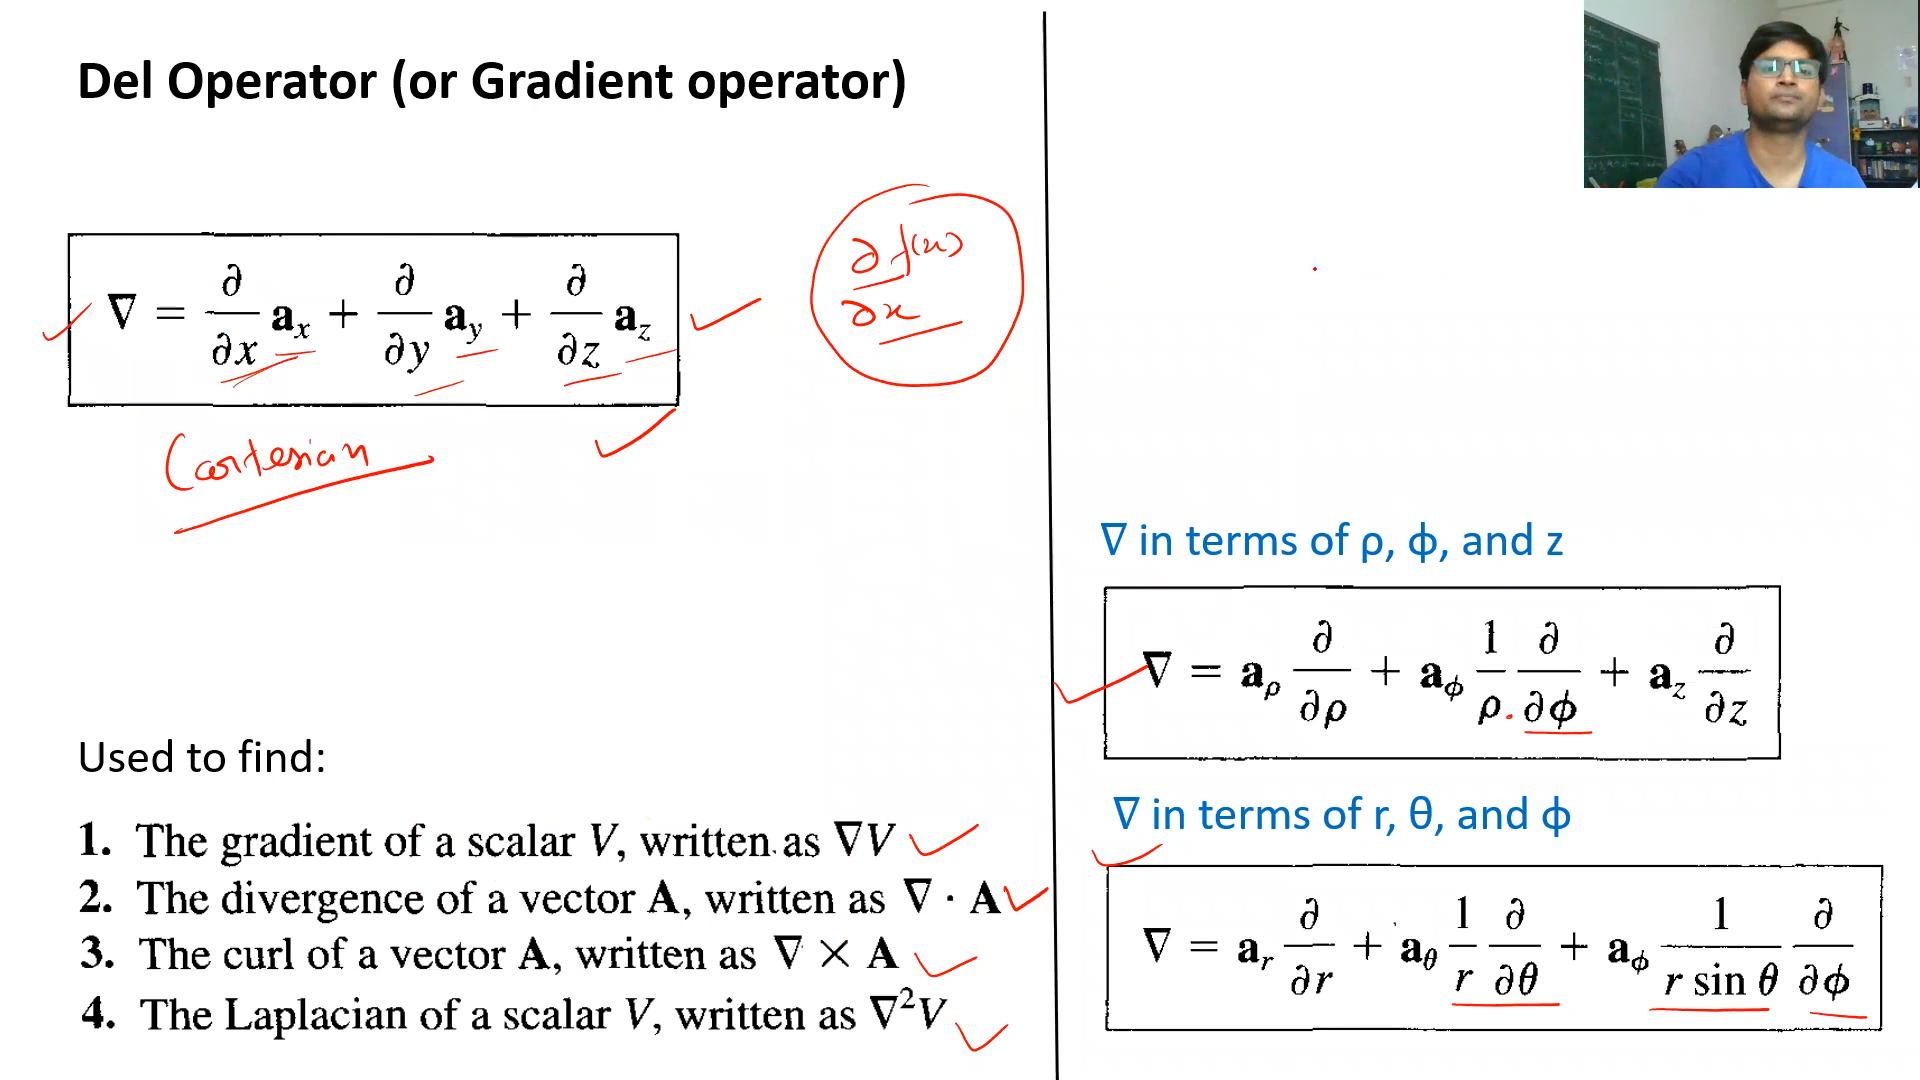 Del Operator (or Gradient operator)
∇ = ∂/∂x a_x + ∂/∂y a_y + ∂/∂z a_z
∂f(x)
∂x
Cartesian
Used to find:
1. The gradient of a scalar V, written as ∇V
2. The divergence of a vector A, written as ∇ · A
3. The curl of a vector A, written as ∇ × A
4. The Laplacian of a scalar V, written as ∇²V
∇ in terms of ρ, ϕ, and z
∇ = a_ρ ∂/∂ρ + a_ϕ 1/ρ ∂/∂ϕ + a_z ∂/∂z
∇ in terms of r, θ, and ϕ
∇ = a_r ∂/∂r + a_θ 1/r ∂/∂θ + a_ϕ 1/(r sin θ) ∂/∂ϕ